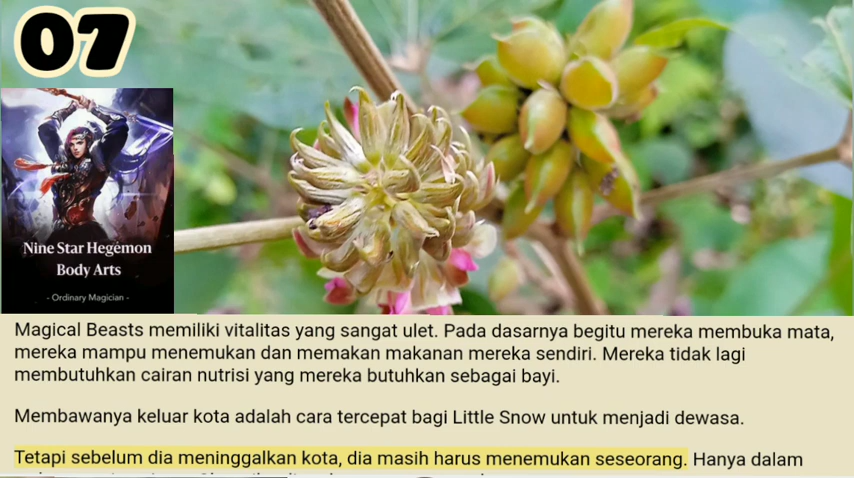 07
Nine Star Hegemon
Body Arts
- Ordinary Magician -
Magical Beasts memiliki vitalitas yang sangat ulet. Pada dasarnya begitu mereka membuka mata,
mereka mampu menemukan dan memakan makanan mereka sendiri. Mereka tidak lagi
membutuhkan cairan nutrisi yang mereka butuhkan sebagai bayi.
Membawanya keluar kota adalah cara tercepat bagi Little Snow untuk menjadi dewasa.
Tetapi sebelum dia meninggalkan kota, dia masih harus menemukan seseorang. Hanya dalam